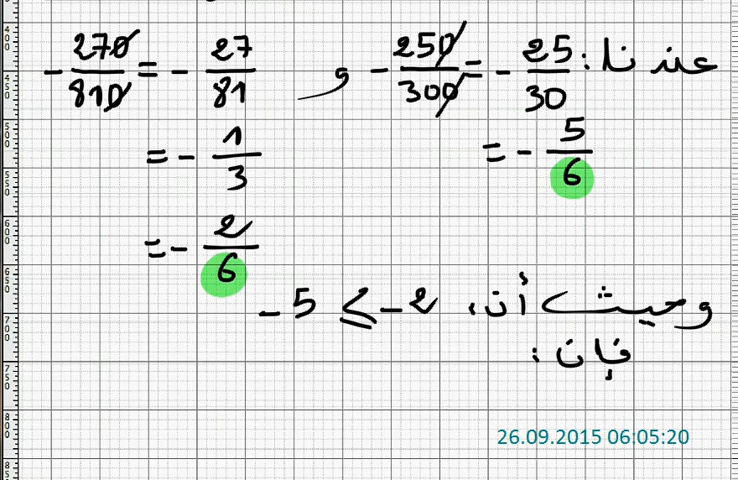 عندنا: -250/300 = -25/30 و -270/810 = -27/81
= -5/6
= -1/3
= -2/6
وحيث أن، -5 ≤ -2
فإن:
26.09.2015 06:05:20